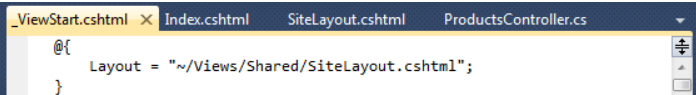 _ViewStart.cshtml × Index.cshtml SiteLayout.cshtml ProductsController.cs
@{
    Layout = "~/Views/Shared/SiteLayout.cshtml";
}